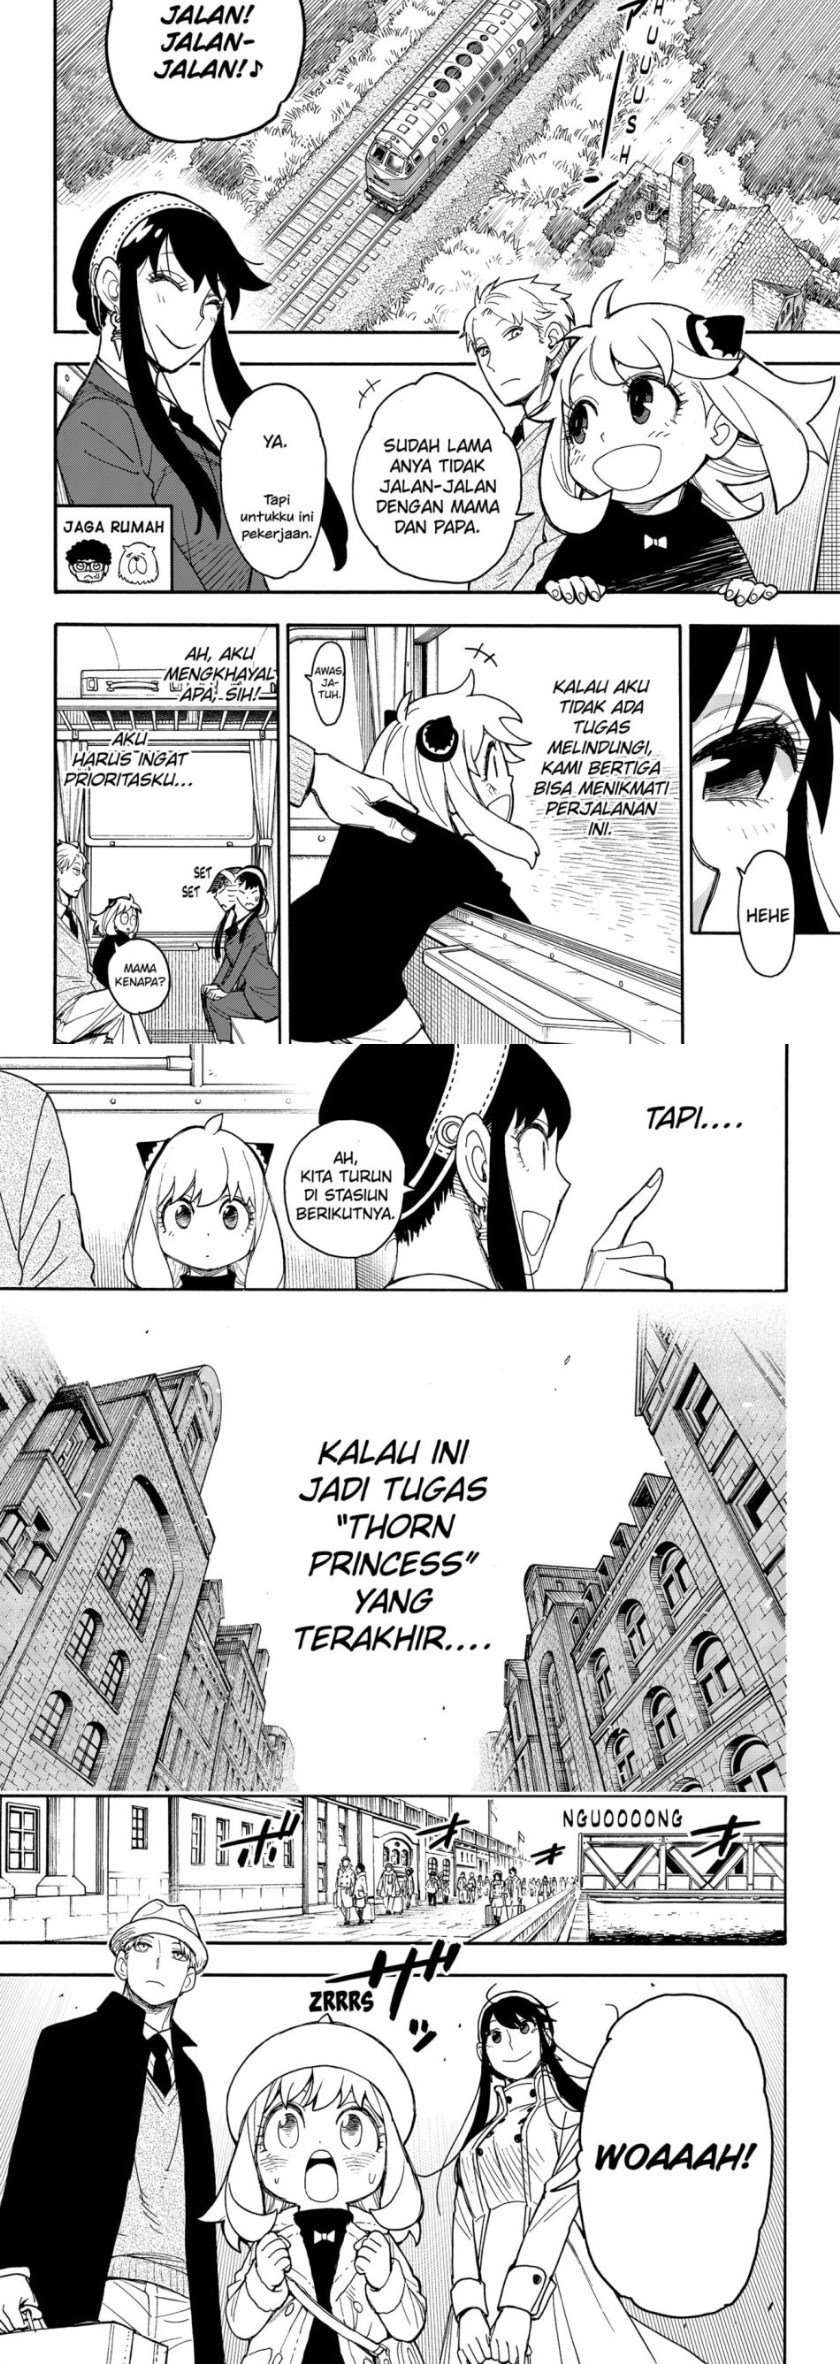 JALAN!
JALAN-
JALAN!♪
HUUUSH
SUDAH LAMA
ANYA TIDAK
JALAN-JALAN
DENGAN MAMA
DAN PAPA.
YA.
Tapi
untukku ini
pekerjaan.
JAGA RUMAH
HEHE
KALAU AKU
TIDAK ADA
TUGAS
MELINDUNGI,
KAMI BERTIGA
BISA MENIKMATI
PERJALANAN
INI.
AWAS,
JA-
TUH.
AH, AKU
MENGKHAYAL
APA, SIH!
AKU
HARUS INGAT
PRIORITASKU...
SET
SET
MAMA
KENAPA?
TAPI....
AH,
KITA TURUN
DI STASIUN
BERIKUTNYA.
KALAU INI
JADI TUGAS
"THORN
PRINCESS"
YANG
TERAKHIR....
NGUOOOONG
ZRRRS
WOAAAH!